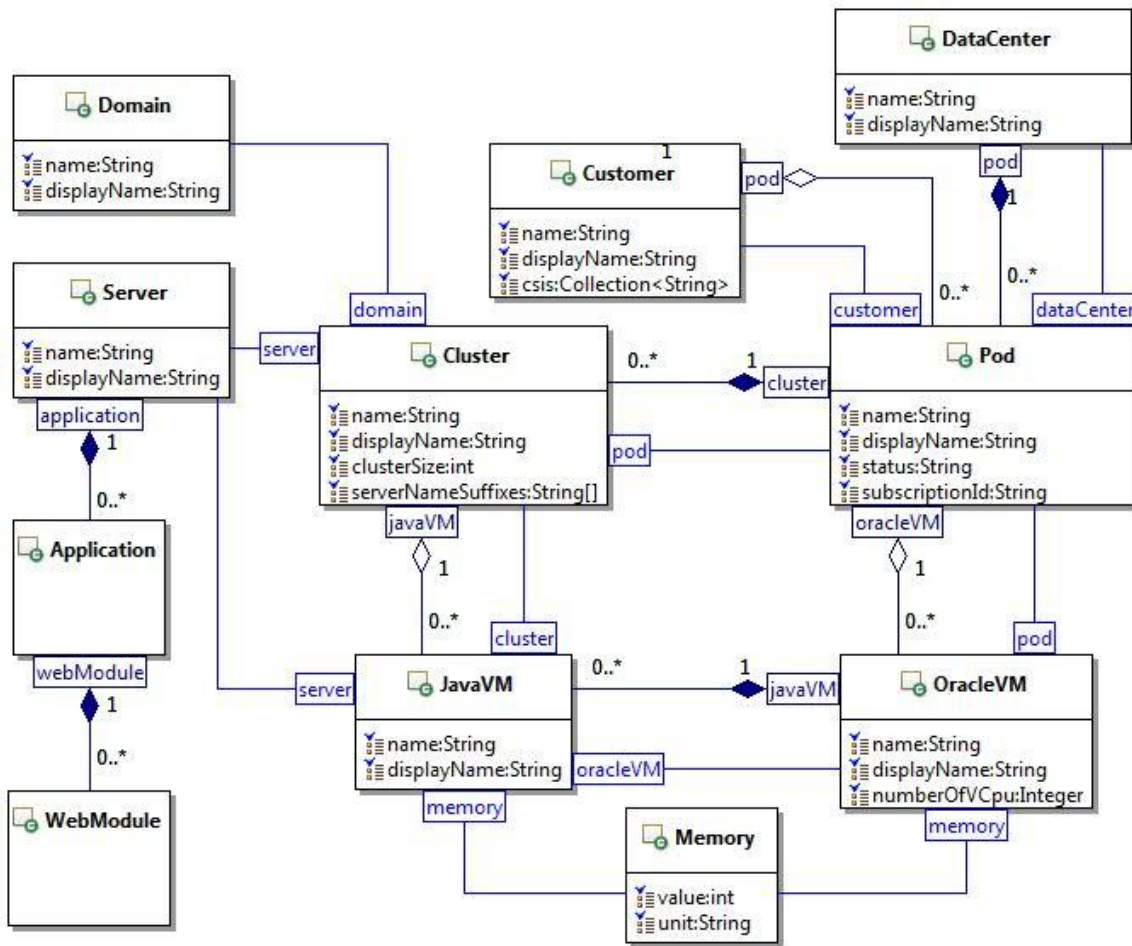 DataCenter
name:String
displayName:String
pod
1
0..*
dataCenter
Domain
name:String
displayName:String
domain
Customer
1
name:String
displayName:String
csis:Collection<String>
pod
0..*
customer
Server
name:String
displayName:String
server
application
1
0..*
Cluster
name:String
displayName:String
clusterSize:int
serverNameSuffixes:String[]
0..*
1
cluster
pod
javaVM
1
0..*
cluster
Pod
name:String
displayName:String
status:String
subscriptionId:String
oracleVM
1
0..*
pod
Application
webModule
1
0..*
WebModule
server
JavaVM
name:String
displayName:String
memory
0..*
1
javaVM
oracleVM
OracleVM
name:String
displayName:String
numberOfVCpu:Integer
memory
Memory
value:int
unit:String